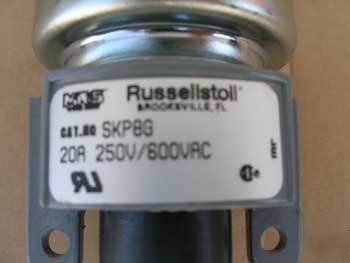 Russellstoll
BROOKSVILLE, FL
CAT.NO SKP8G
20A 250V/600VAC